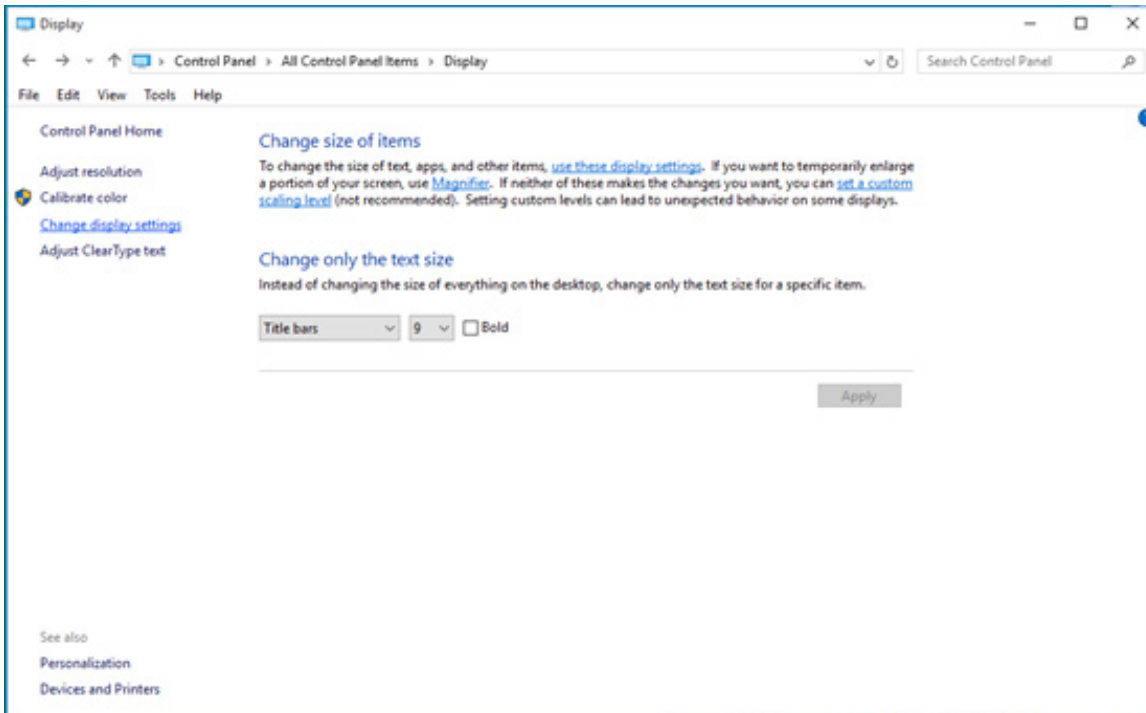 Display
Control Panel > All Control Panel Items > Display
Search Control Panel
File Edit View Tools Help
Control Panel Home
Adjust resolution
Calibrate color
Change display settings
Adjust ClearType text
Change size of items
To change the size of text, apps, and other items, use these display settings. If you want to temporarily enlarge
a portion of your screen, use Magnifier. If neither of these makes the changes you want, you can set a custom
scaling level (not recommended). Setting custom levels can lead to unexpected behavior on some displays.
Change only the text size
Instead of changing the size of everything on the desktop, change only the text size for a specific item.
Title bars 9 Bold
Apply
See also
Personalization
Devices and Printers